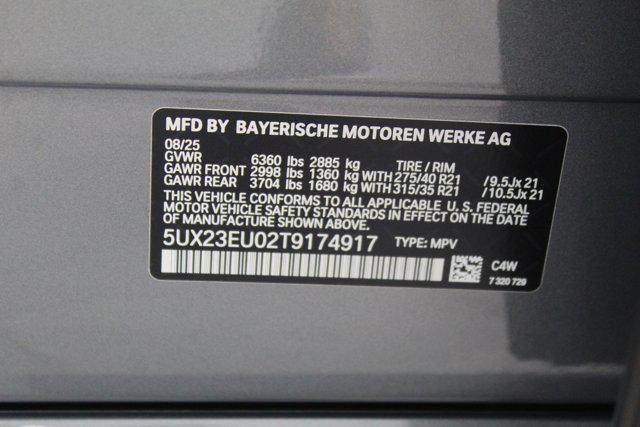 MFD BY BAYERISCHE MOTOREN WERKE AG
08/25
GVWR 6360 lbs 2885 kg TIRE / RIM
GAWR FRONT 2998 lbs 1360 kg WITH 275/40 R21 /9.5Jx21
GAWR REAR 3704 lbs 1680 kg WITH 315/35 R21 /10.5Jx21
THIS VEHICLE CONFORMS TO ALL APPLICABLE U. S. FEDERAL
MOTOR VEHICLE SAFETY STANDARDS IN EFFECT ON THE DATE
OF MANUFACTURE SHOWN ABOVE.
5UX23EU02T9174917 TYPE: MPV
C4W
7 320 729